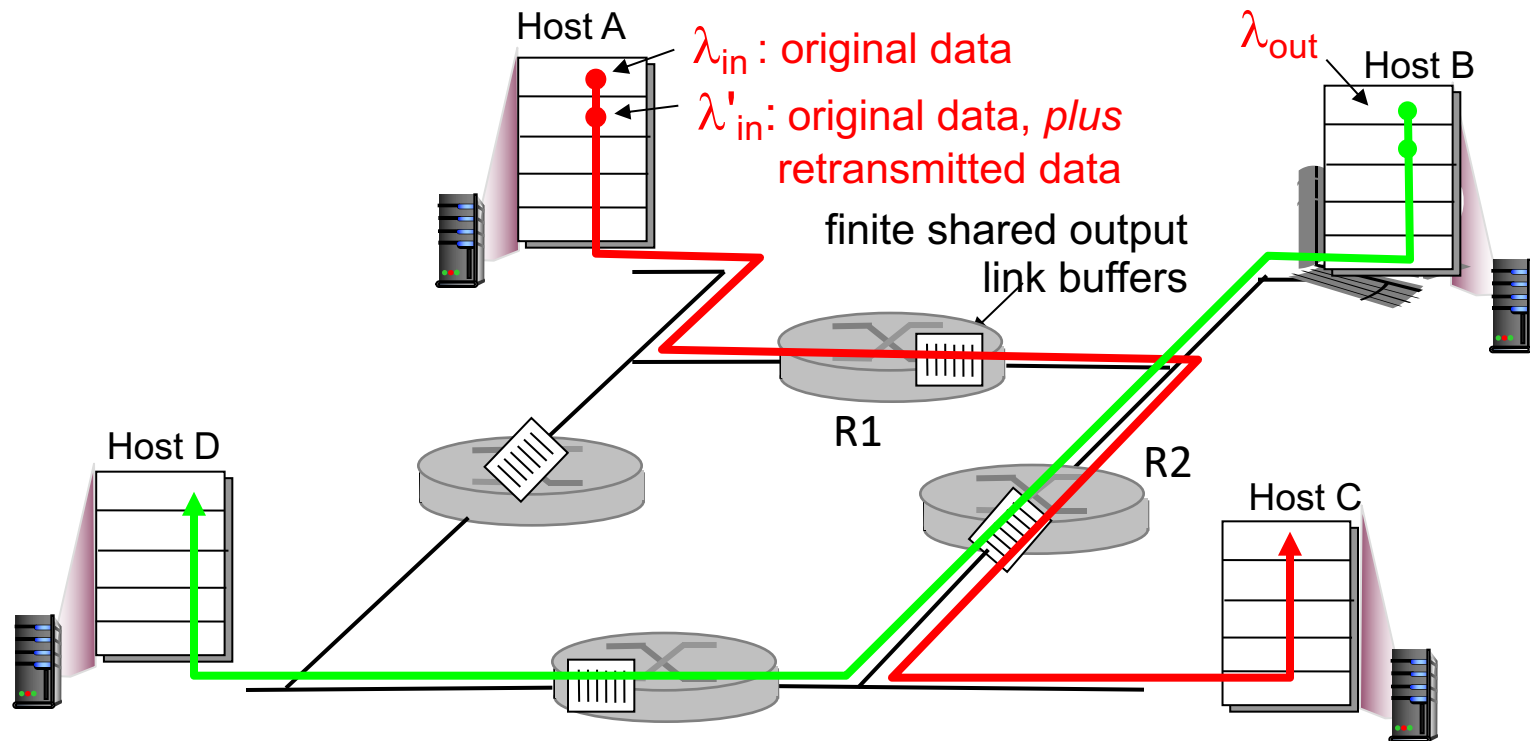 Host A
λin : original data
λ'in: original data, plus
retransmitted data
λout
Host B
finite shared output
link buffers
R1
Host D
R2
Host C